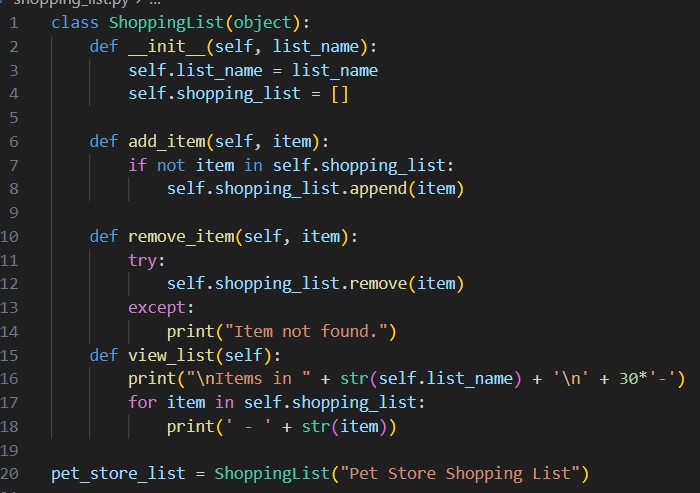 shopping_list.py > ...
1 class ShoppingList(object):
2     def __init__(self, list_name):
3         self.list_name = list_name
4         self.shopping_list = []
5
6     def add_item(self, item):
7         if not item in self.shopping_list:
8             self.shopping_list.append(item)
9
10     def remove_item(self, item):
11         try:
12             self.shopping_list.remove(item)
13         except:
14             print("Item not found.")
15     def view_list(self):
16         print("\nItems in " + str(self.list_name) + '\n' + 30*'-')
17         for item in self.shopping_list:
18             print(' - ' + str(item))
19
20 pet_store_list = ShoppingList("Pet Store Shopping List")